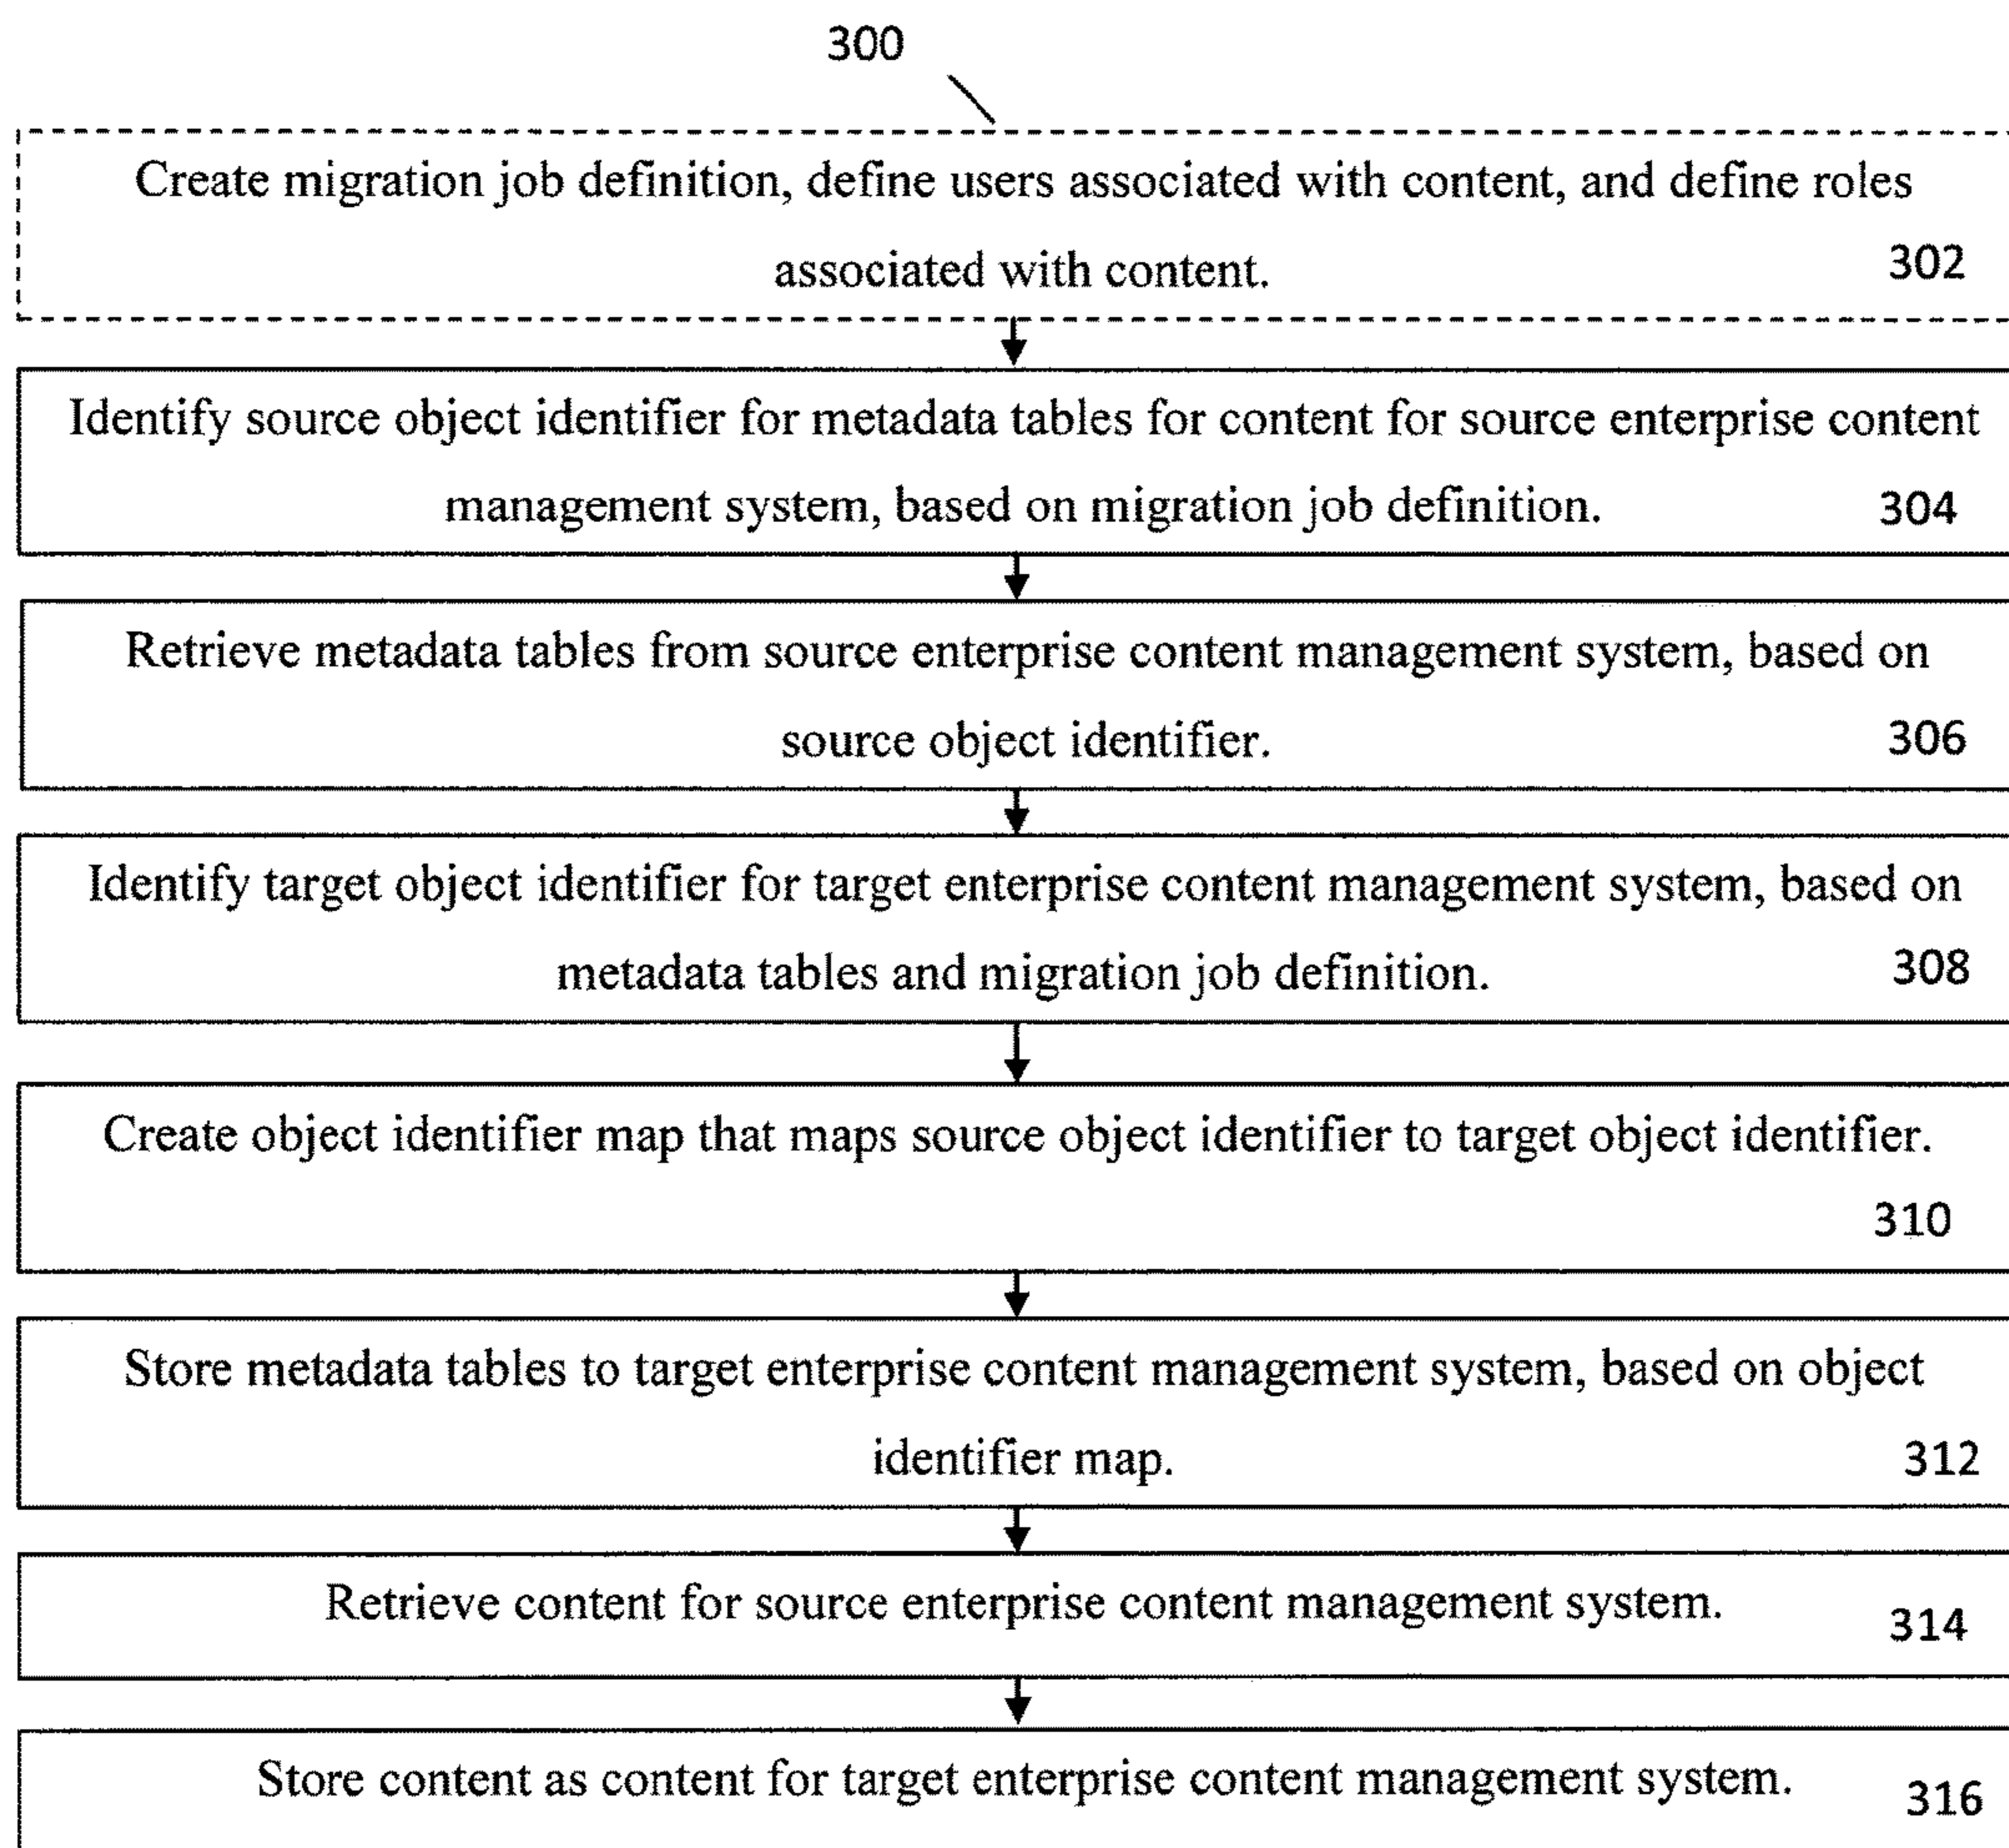 300
Create migration job definition, define users associated with content, and define roles
associated with content.
302
Identify source object identifier for metadata tables for content for source enterprise content
management system, based on migration job definition.
304
Retrieve metadata tables from source enterprise content management system, based on
source object identifier.
306
Identify target object identifier for target enterprise content management system, based on
metadata tables and migration job definition.
308
Create object identifier map that maps source object identifier to target object identifier.
310
Store metadata tables to target enterprise content management system, based on object
identifier map.
312
Retrieve content for source enterprise content management system.
314
Store content as content for target enterprise content management system.
316